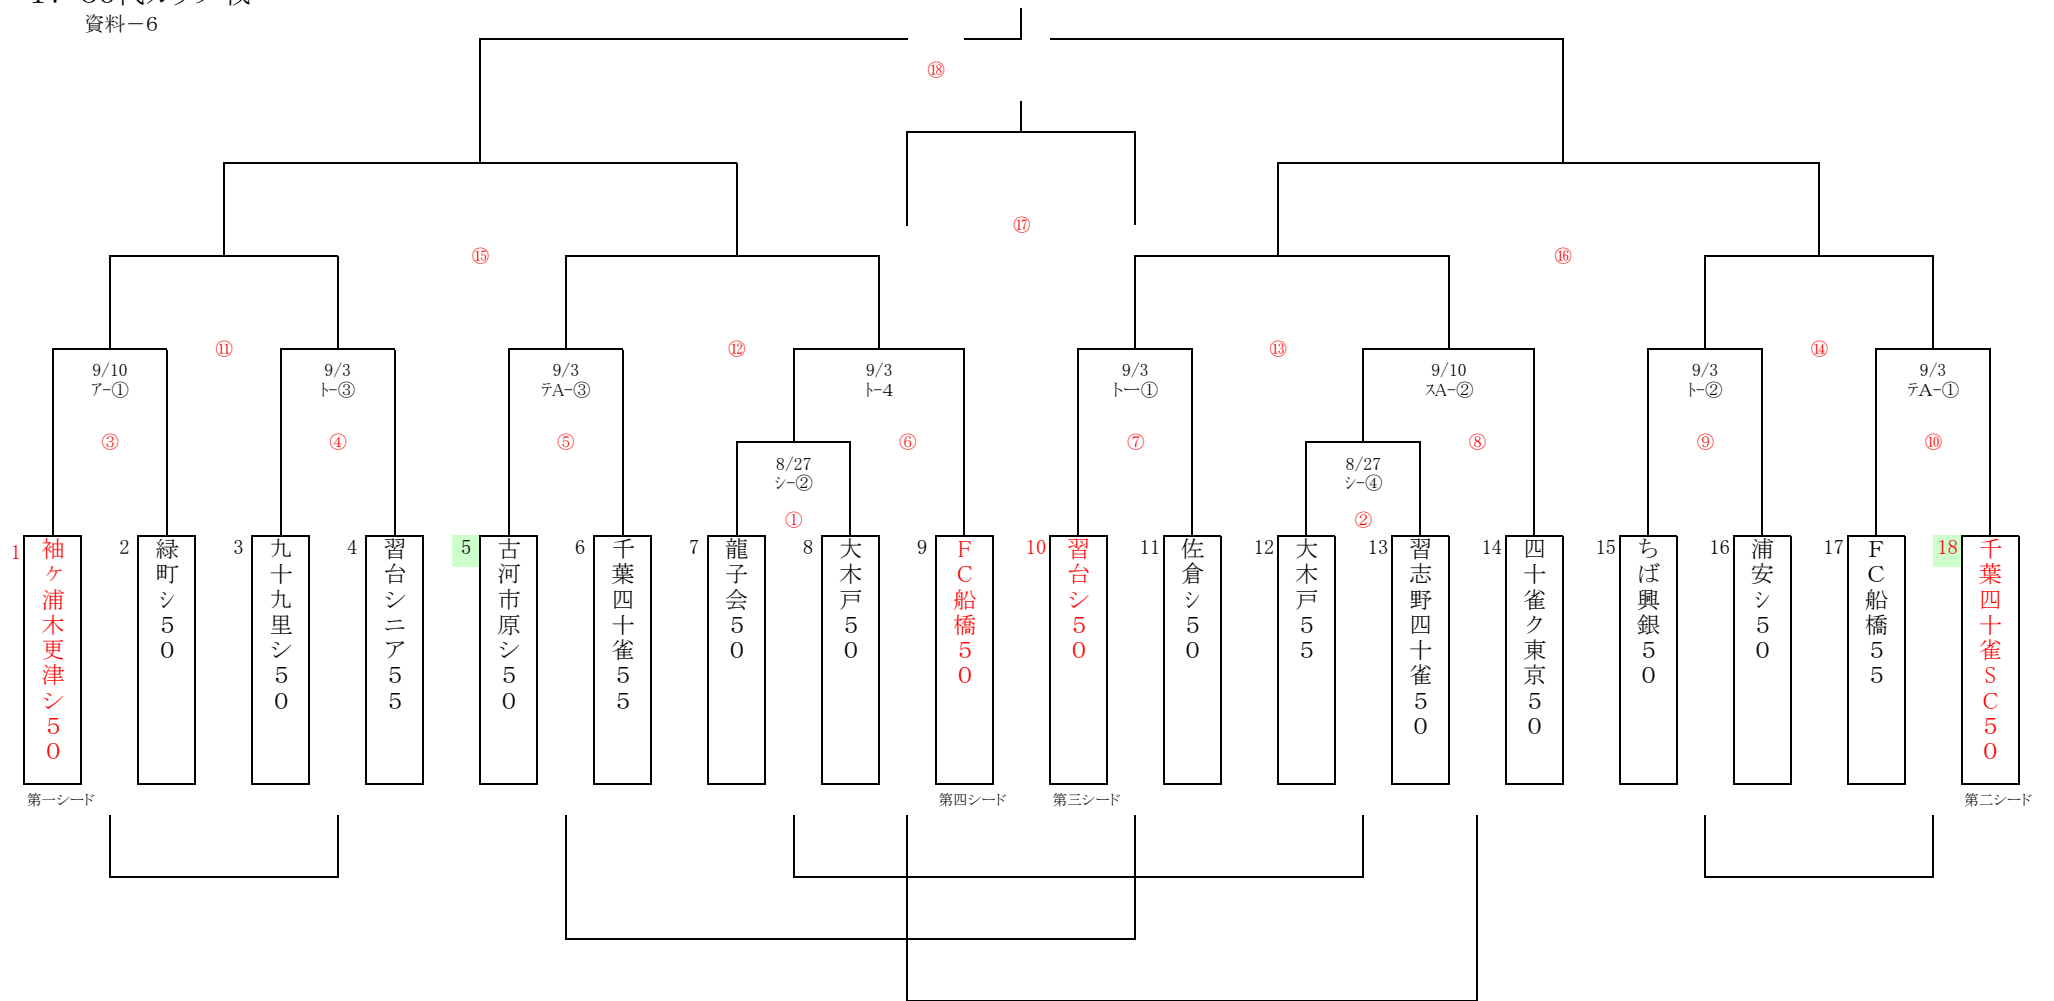 資料－6
⑱
⑰
⑮
⑯
⑪
⑫
⑬
⑭
9/10
ア-①
9/3
ト-③
9/3
テA-③
9/3
ト-4
9/3
トー①
9/10
スA-②
9/3
ト-②
9/3
テA-①
③
④
⑤
⑥
⑦
⑧
⑨
⑩
8/27
シ-②
8/27
シ-④
①
②
1
袖ヶ浦木更津シ50
2
緑町シ50
3
九十九里シ50
4
習台シニア55
5
古河市原シ50
6
千葉四十雀55
7
龍子会50
8
大木戸50
9
FC船橋50
10
習台シ50
11
佐倉シ50
12
大木戸55
13
習志野四十雀50
14
四十雀ク東京50
15
ちば興銀50
16
浦安シ50
17
FC船橋55
18
千葉四十雀SC50
第一シード
第四シード
第三シード
第二シード